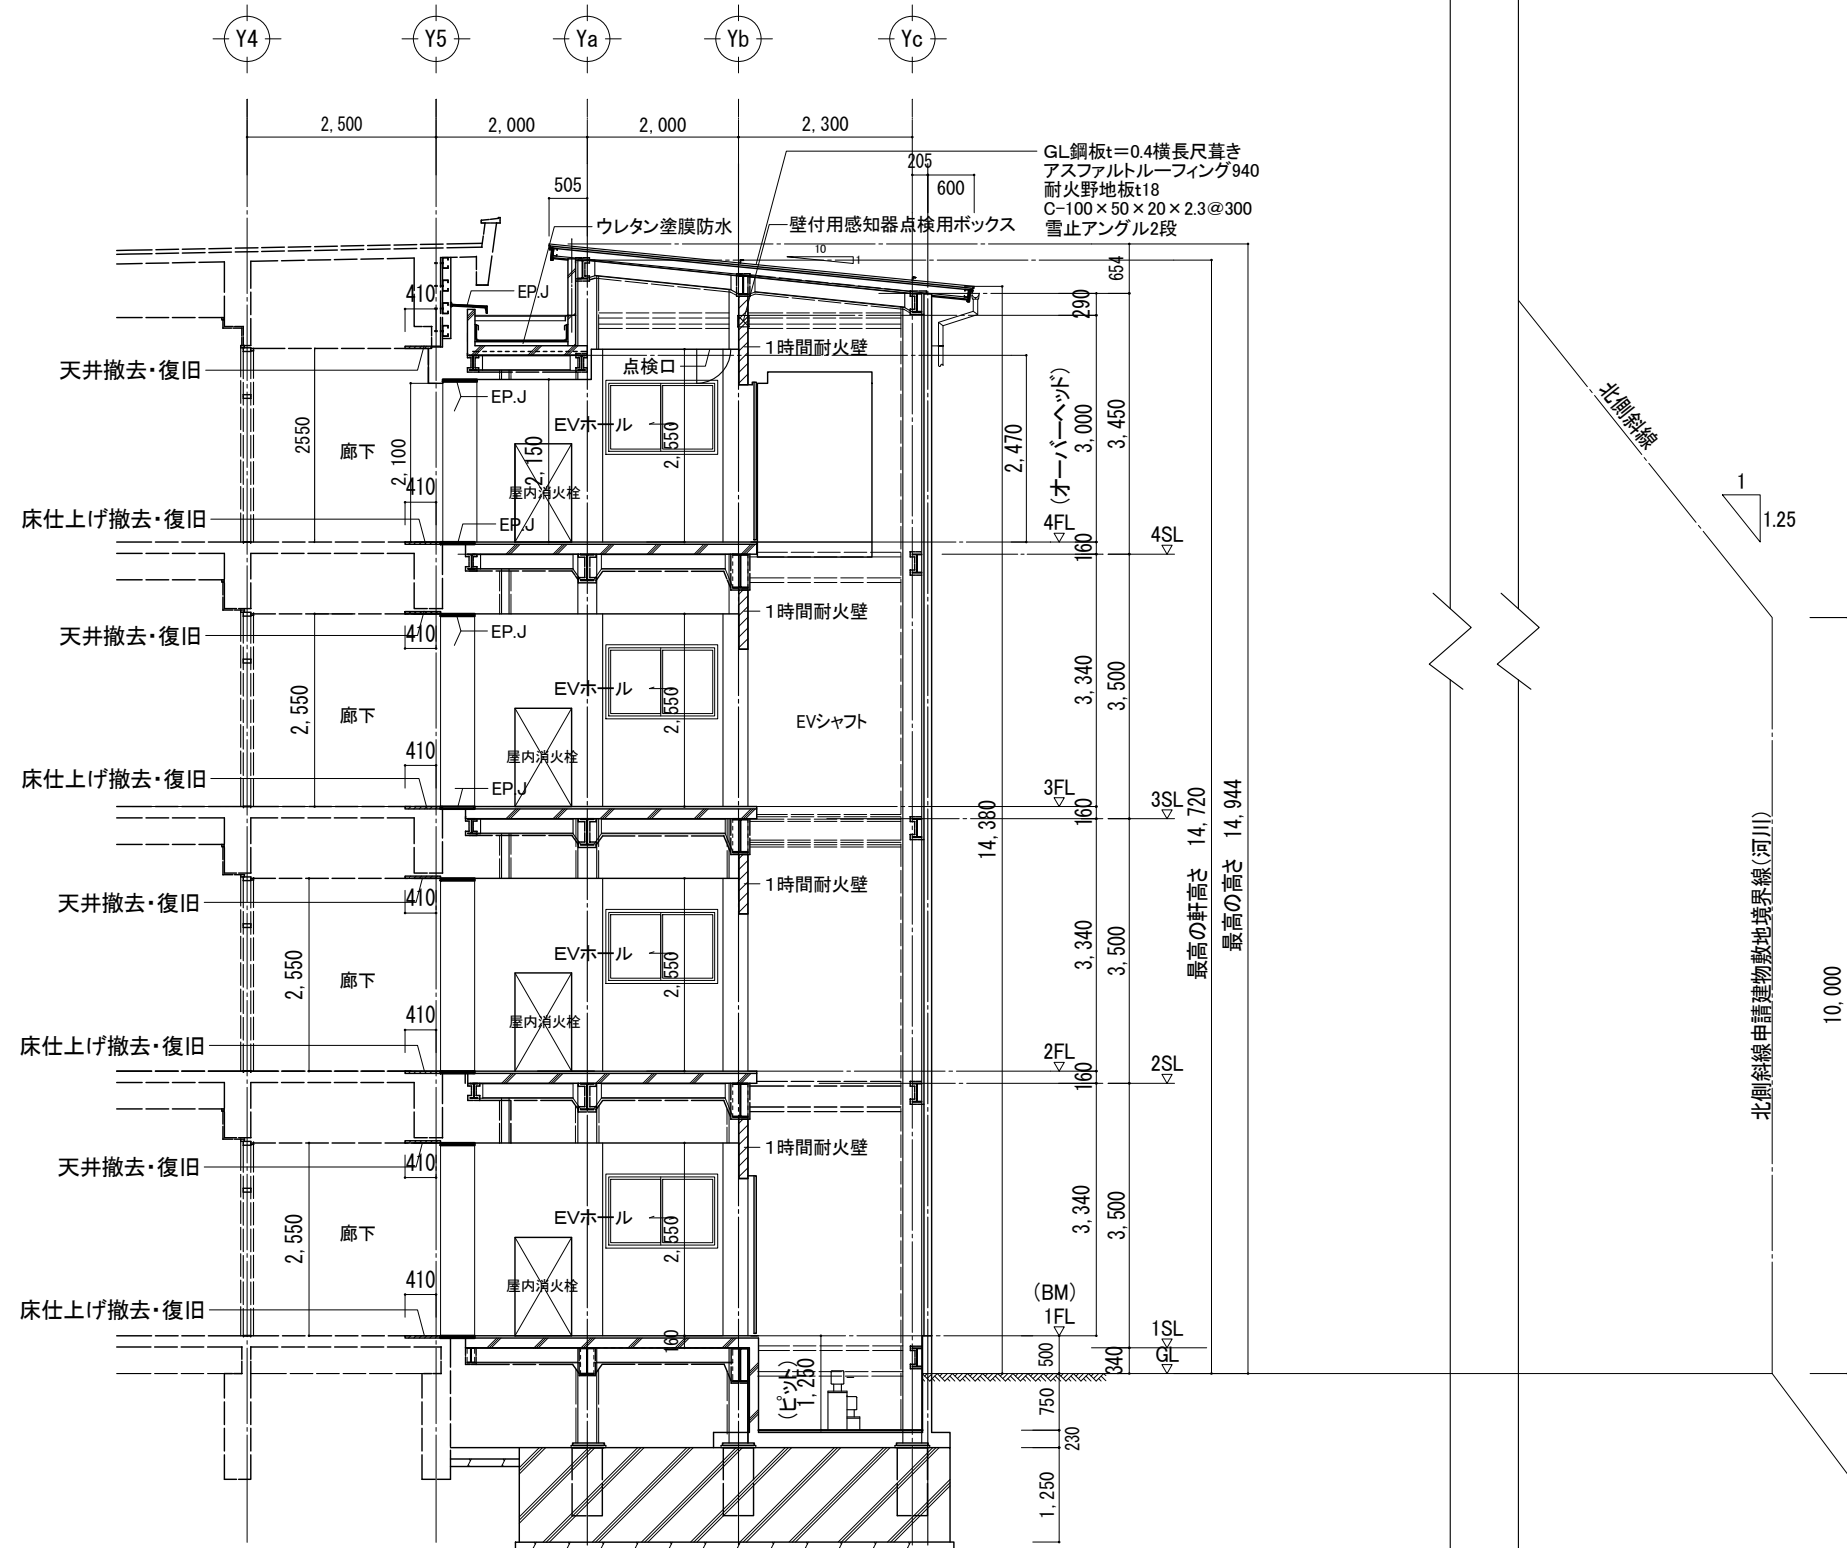 Y4
Y5
Ya
Yb
Yc
2,500
2,000
2,000
2,300
205
600
505
GL鋼板t=0.4横長尺葺き
アスファルトルーフィング940
耐火野地板t18
C-100×50×20×2.3@300
雪止アングル2段
ウレタン塗膜防水
壁付用感知器点検用ボックス
10
1
654
290
410
EP.J
天井撤去・復旧
点検口
1時間耐火壁
EP.J
2550
廊下
2,100
2,150
EVホール
2,550
屋内消火栓
2,470
(オーバーヘッド)
3,000
3,450
410
床仕上げ撤去・復旧
EP.J
4FL
160
4SL
北側斜線
1
1.25
天井撤去・復旧
410
EP.J
1時間耐火壁
2,550
廊下
EVホール
2,550
屋内消火栓
EVシャフト
3,340
3,500
410
床仕上げ撤去・復旧
EP.J
3FL
160
3SL
14,380
最高の軒高さ 14,720
最高の高さ 14,944
天井撤去・復旧
410
1時間耐火壁
2,550
廊下
EVホール
2,550
屋内消火栓
3,340
3,500
410
床仕上げ撤去・復旧
2FL
160
2SL
北側斜線申請建物敷地境界線(河川)
10,000
天井撤去・復旧
410
1時間耐火壁
2,550
廊下
EVホール
2,550
屋内消火栓
3,340
3,500
410
床仕上げ撤去・復旧
(BM)
1FL
160
1SL
GL
500
340
(ピット)
1,250
750
230
1,250